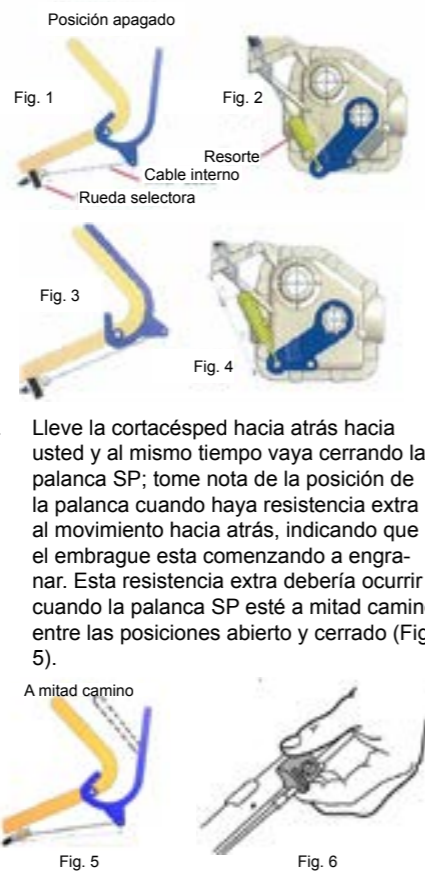 Posición apagado
Fig. 1
Fig. 2
Resorte
Cable interno
Rueda selectora
Fig. 3
Fig. 4
Lleve la cortacésped hacia atrás hacia
usted y al mismo tiempo vaya cerrando la
palanca SP; tome nota de la posición de
la palanca cuando haya resistencia extra
al movimiento hacia atrás, indicando que
el embrague esta comenzando a engra-
nar. Esta resistencia extra debería ocurrir
cuando la palanca SP esté a mitad camino
entre las posiciones abierto y cerrado (Fig
5).
A mitad camino
Fig. 5
Fig. 6